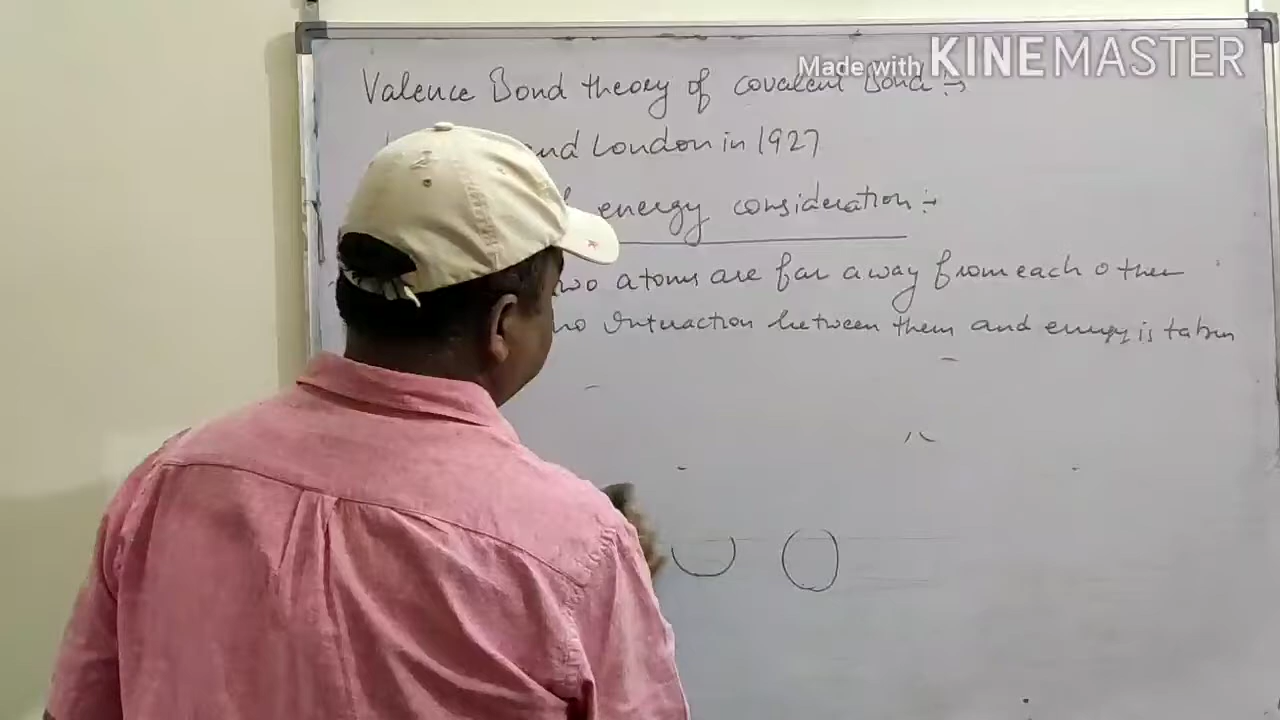 Made with KINEMASTER
Valence Bond theory of covalent Bond :-
and London in 1927
energy consideration :-
two atoms are far away from each other
no Interaction between them and energy is taken